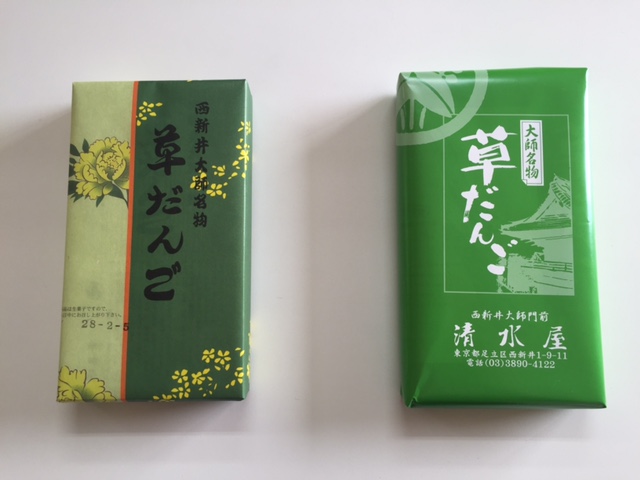 西新井大師名物
草だんご
28-2-5
大師名物
草だんご
西新井大師門前
清水屋
東京都足立区西新井1-9-11
電話(03)3890-4122